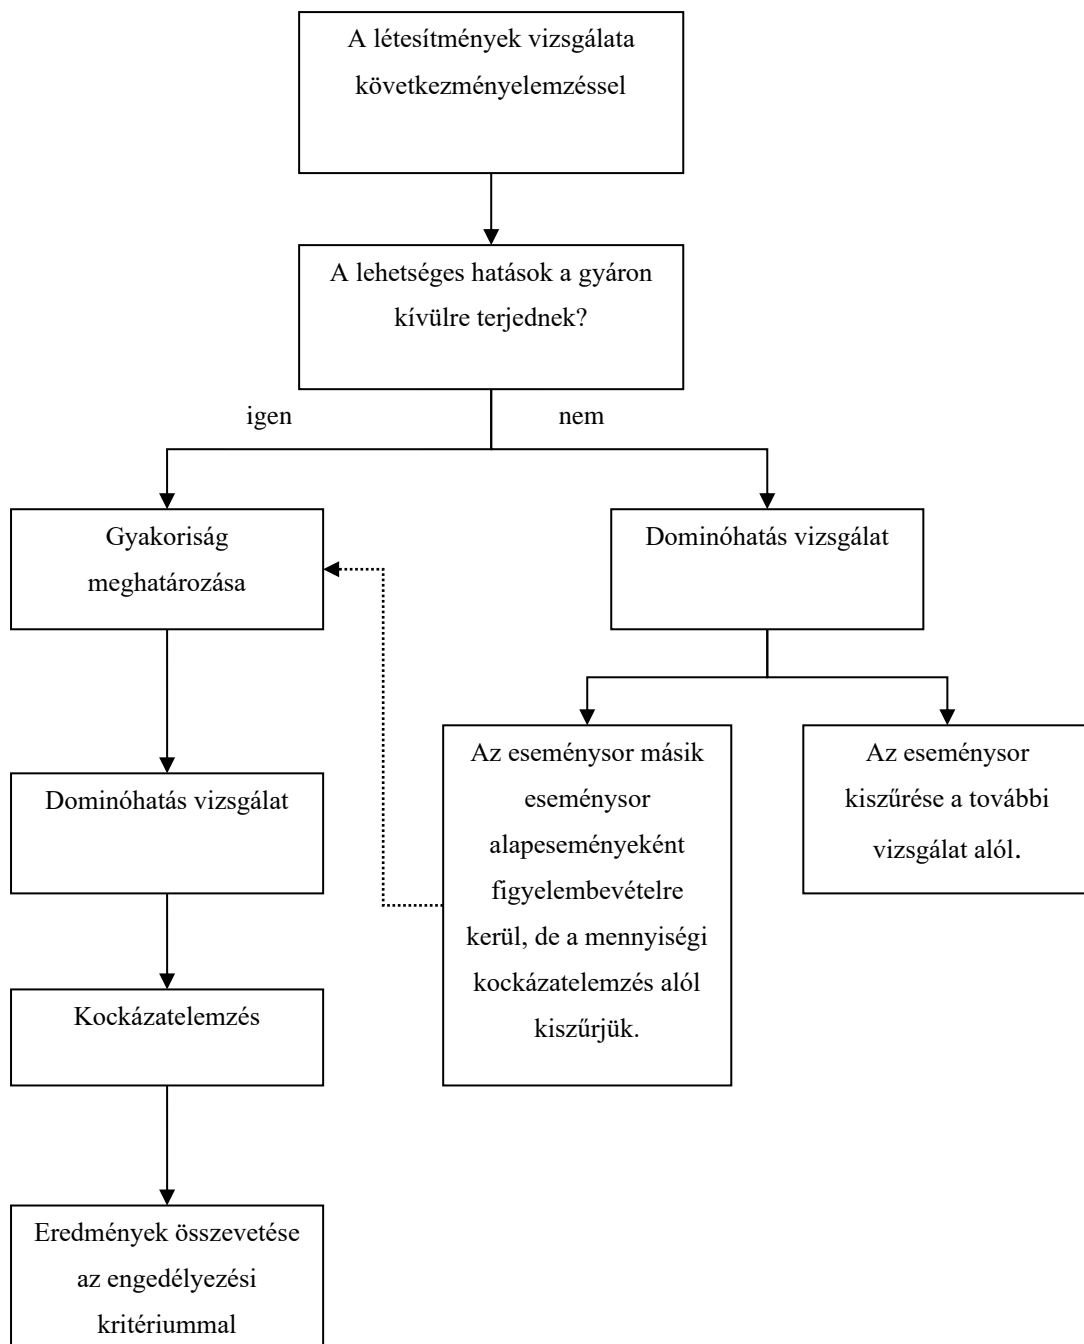 A létesítmények vizsgálata
következményelemzéssel
A lehetséges hatások a gyáron
kívülre terjednek?
igen
nem
Gyakoriság
meghatározása
Dominóhatás vizsgálat
Dominóhatás vizsgálat
Az eseménysor másik
eseménysor
alapeseményeként
figyelembevételre
kerül, de a mennyiségi
kockázatelemzés alól
kiszűrjük.
Az eseménysor
kiszűrése a további
vizsgálat alól.
Kockázatelemzés
Eredmények összevetése
az engedélyezési
kritériummal